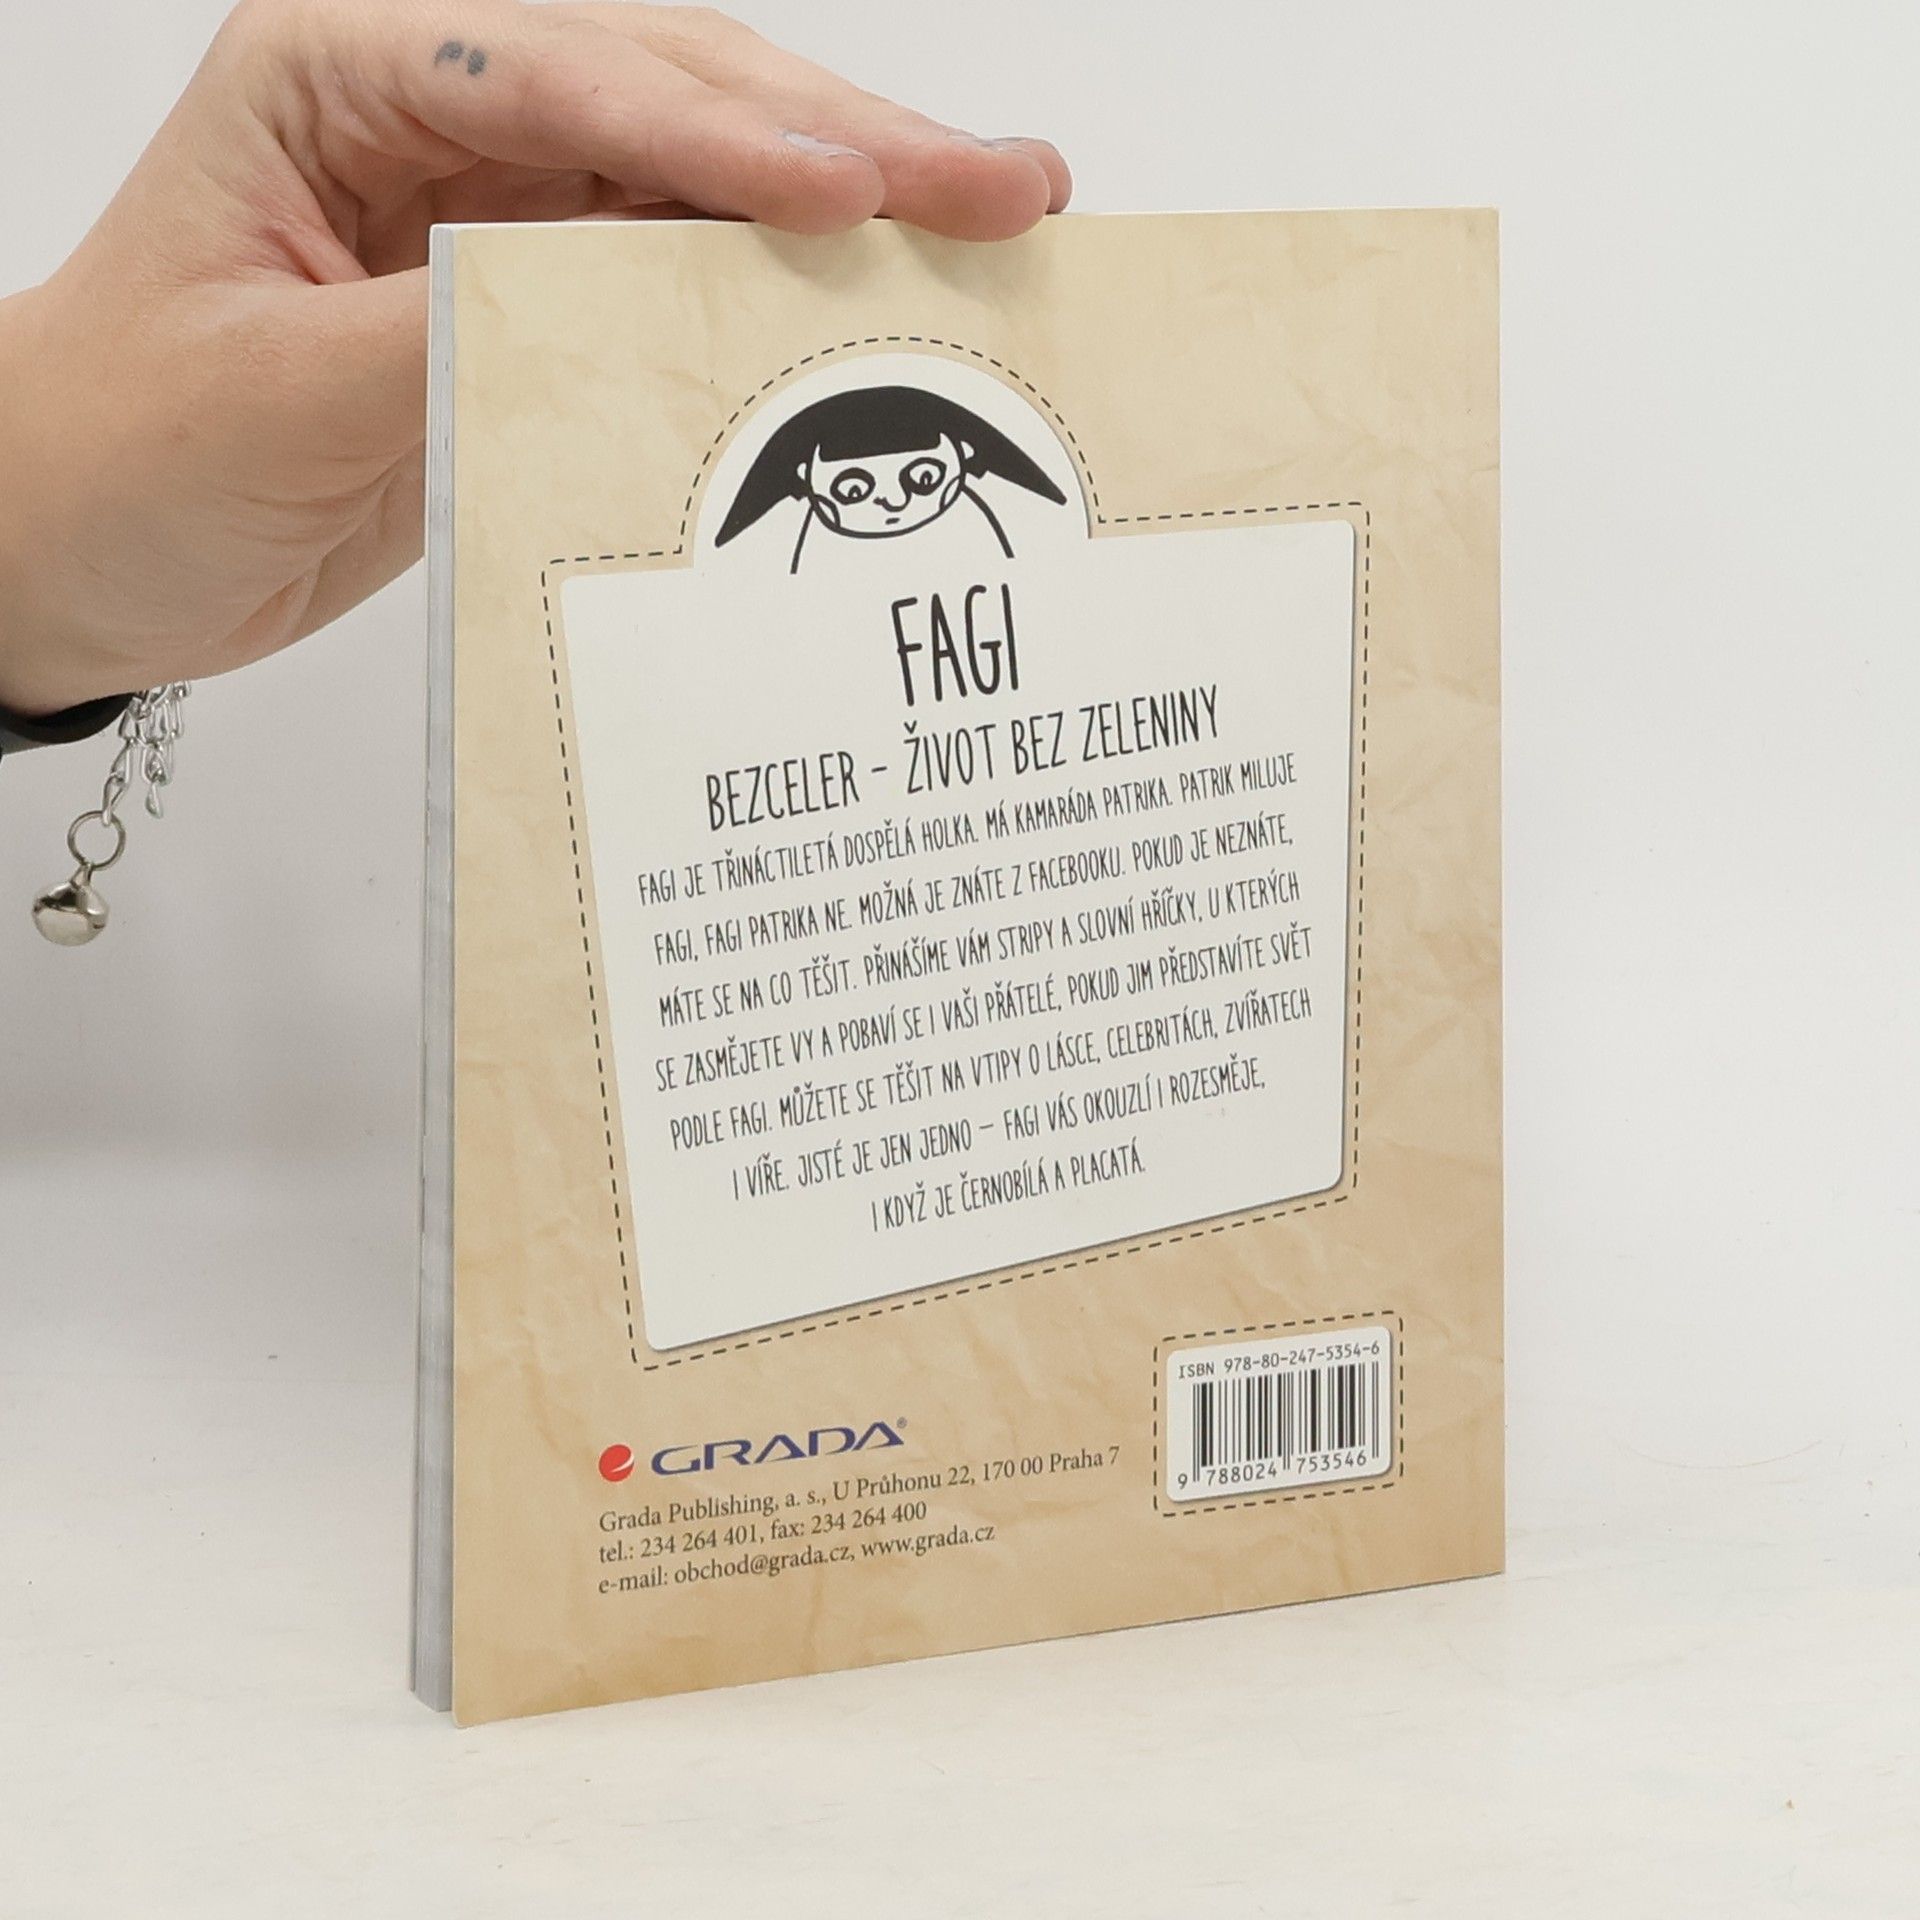 FAGI
BEZCELER - ŽIVOT BEZ ZELENINY
FAGI JE TŘINÁCTILETÁ DOSPĚLÁ HOLKA. MÁ KAMARÁDA PATRIKA. PATRIK MILUJE
FAGI, FAGI PATRIKA NE. MOŽNÁ JE ZNÁTE Z FACEBOOKU. POKUD JE NEZNÁTE,
MÁTE SE NA CO TĚŠIT. PŘINÁŠÍME VÁM STRIPY A SLOVNÍ HŘÍČKY, U KTERÝCH
SE ZASMĚJETE VY A POBAVÍ SE I VAŠI PŘÁTELÉ, POKUD JIM PŘEDSTAVÍTE SVĚT
PODLE FAGI. MŮŽETE SE TĚŠIT NA VTIPY O LÁSCE, CELEBRITÁCH, ZVÍŘATECH
I VÍŘE. JISTÉ JE JEN JEDNO – FAGI VÁS OKOUZLÍ I ROZESMĚJE,
I KDYŽ JE ČERNOBÍLÁ A PLACATÁ.
ISBN 978-80-247-5354-6
9 788024 753546
GRADA®
Grada Publishing, a. s., U Průhonu 22, 170 00 Praha 7
tel.: 234 264 401, fax: 234 264 400
e-mail: obchod@grada.cz, www.grada.cz